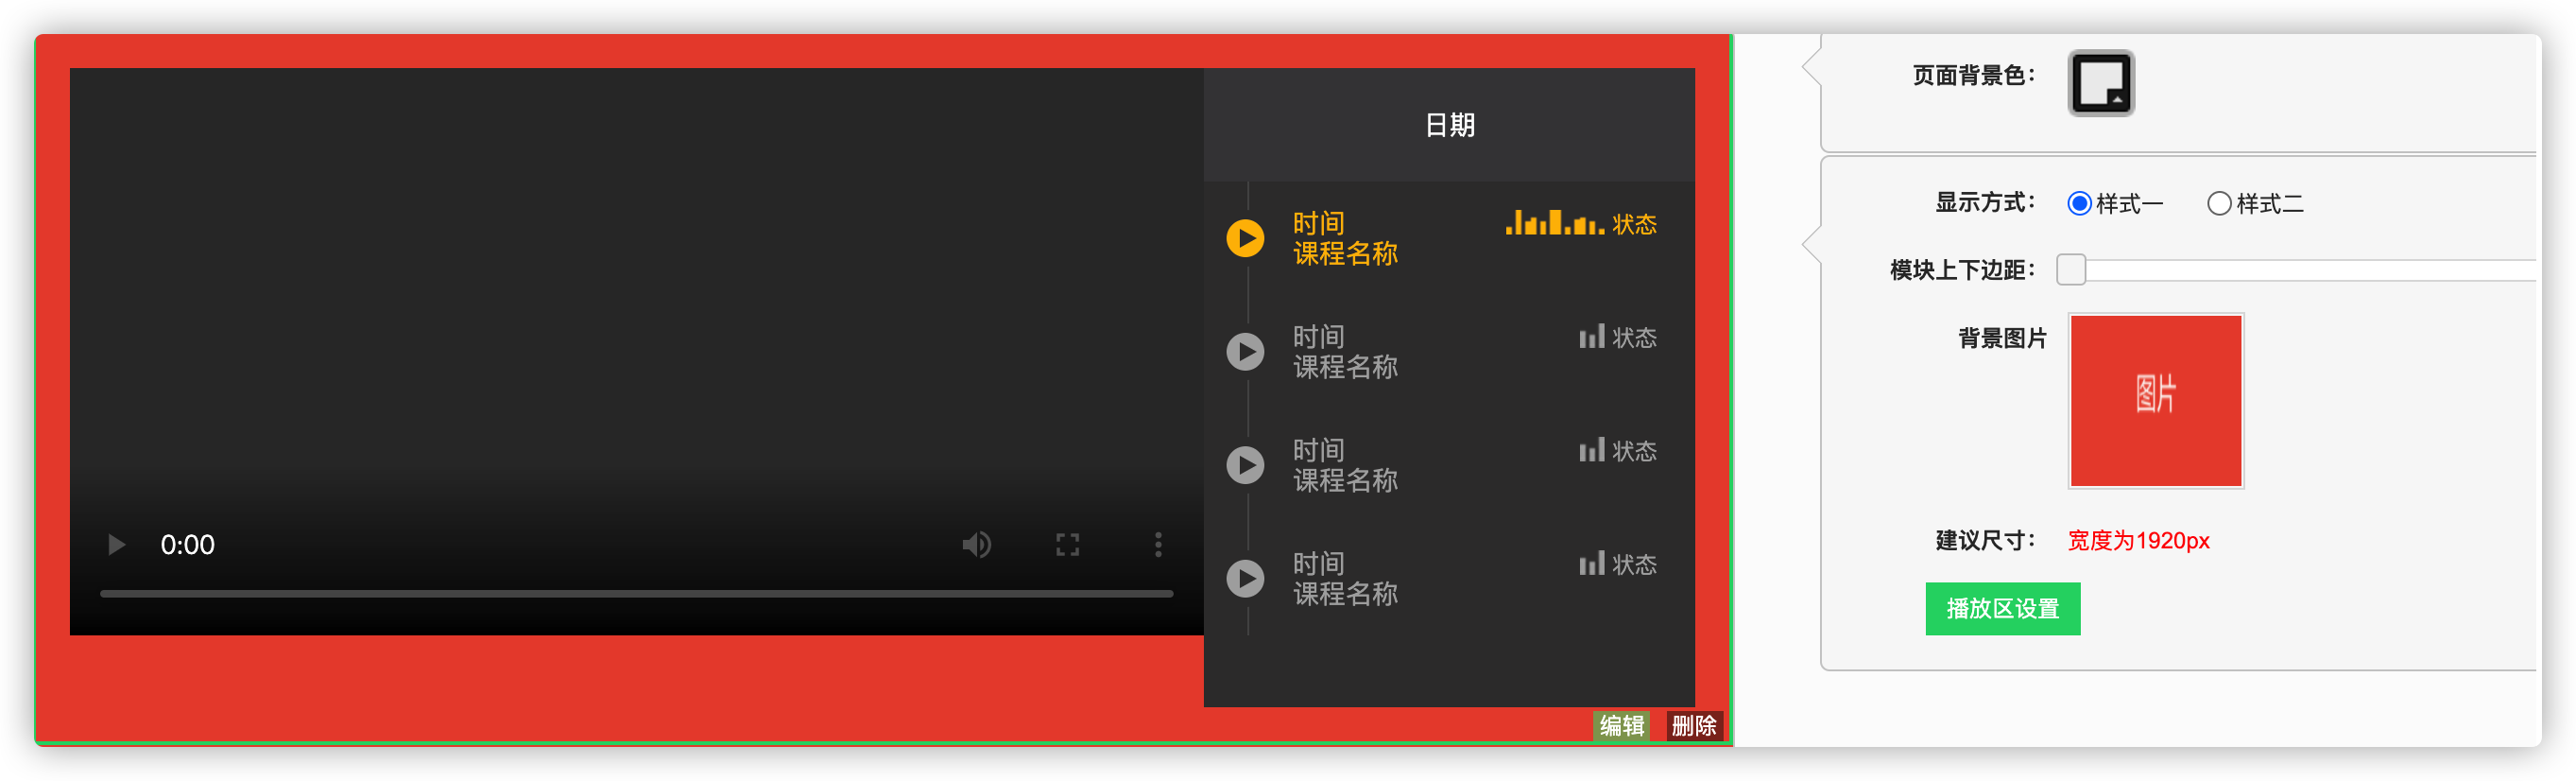 日期
时间
状态
课程名称
时间
状态
课程名称
时间
状态
课程名称
时间
状态
课程名称
0:00
编辑 删除
页面背景色：
显示方式： 样式一 样式二
模块上下边距：
背景图片
图片
建议尺寸： 宽度为1920px
播放区设置